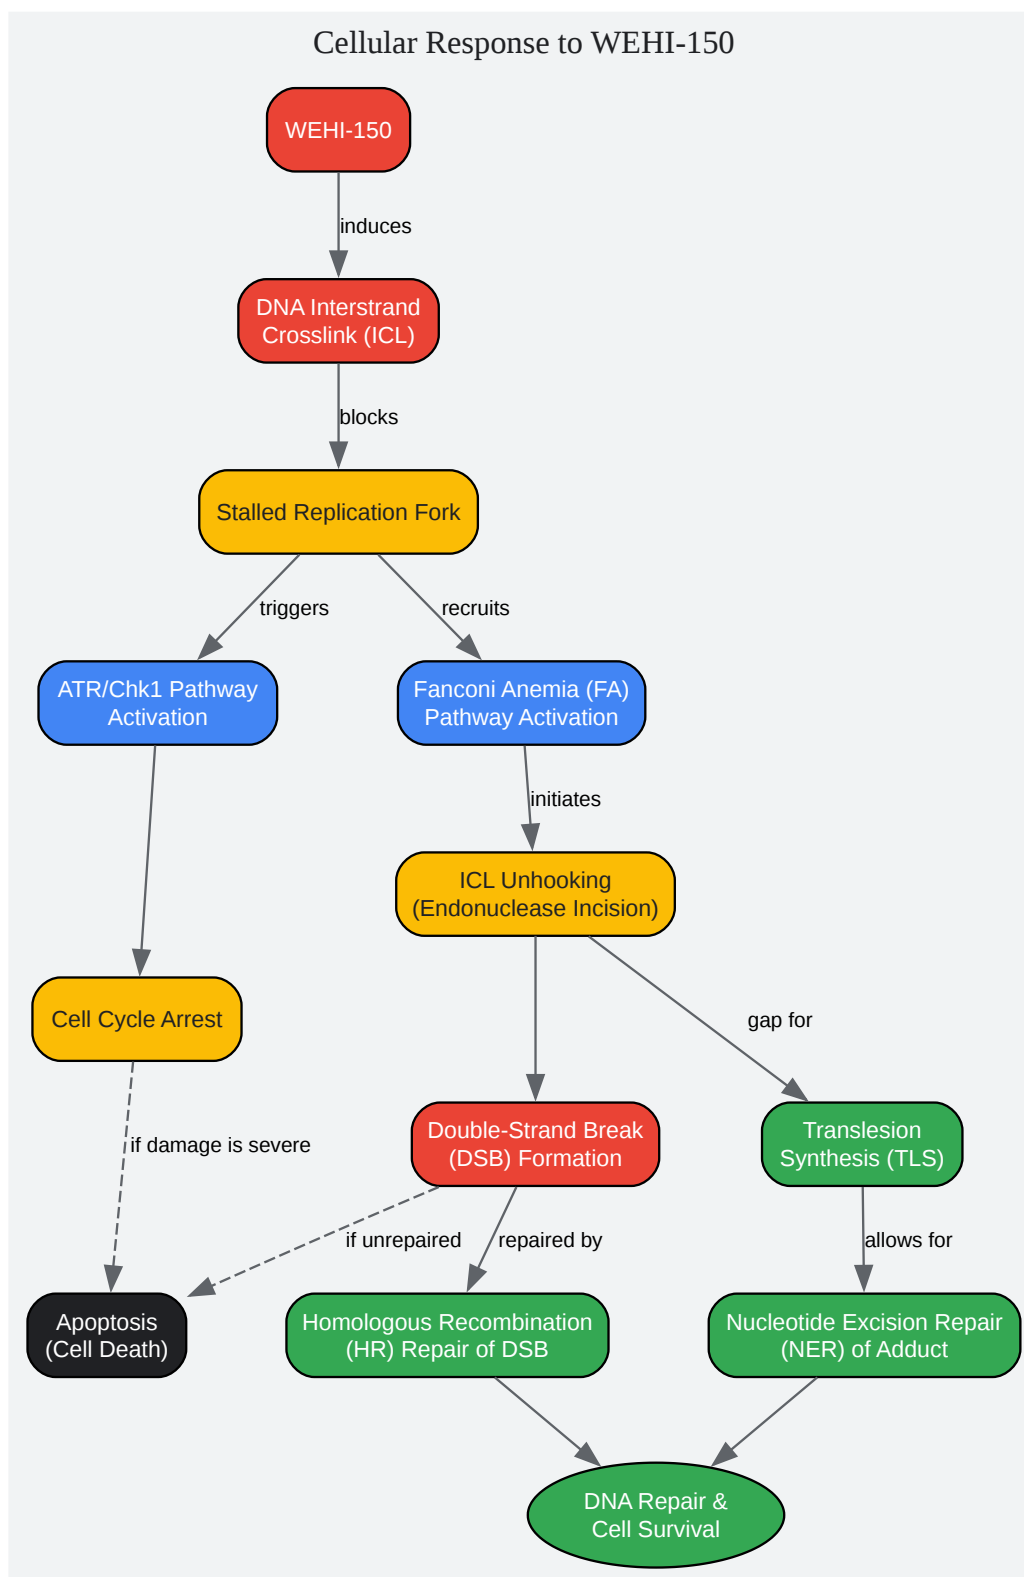 Cellular Response to WEHI-150
WEHI-150
induces
DNA Interstrand
Crosslink (ICL)
blocks
Stalled Replication Fork
triggers
recruits
ATR/Chk1 Pathway
Activation
Fanconi Anemia (FA)
Pathway Activation
initiates
ICL Unhooking
(Endonuclease Incision)
Cell Cycle Arrest
gap for
if damage is severe
Double-Strand Break
(DSB) Formation
Translesion
Synthesis (TLS)
if unrepaired
repaired by
allows for
Apoptosis
(Cell Death)
Homologous Recombination
(HR) Repair of DSB
Nucleotide Excision Repair
(NER) of Adduct
DNA Repair &
Cell Survival